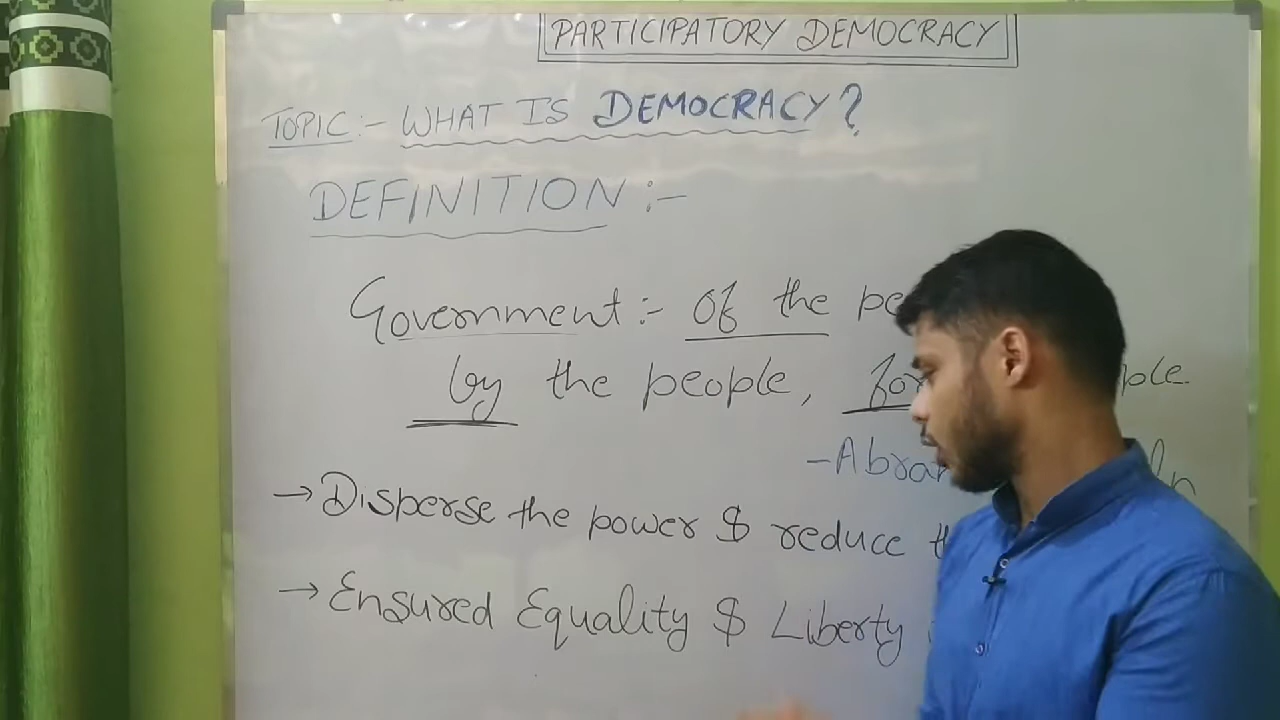 PARTICIPATORY DEMOCRACY
TOPIC:- WHAT IS DEMOCRACY?
DEFINITION:-
Government:- Of the
by the people, for
-
→ Disperse the power $ reduce
→ Ensured Equality $ Liberty